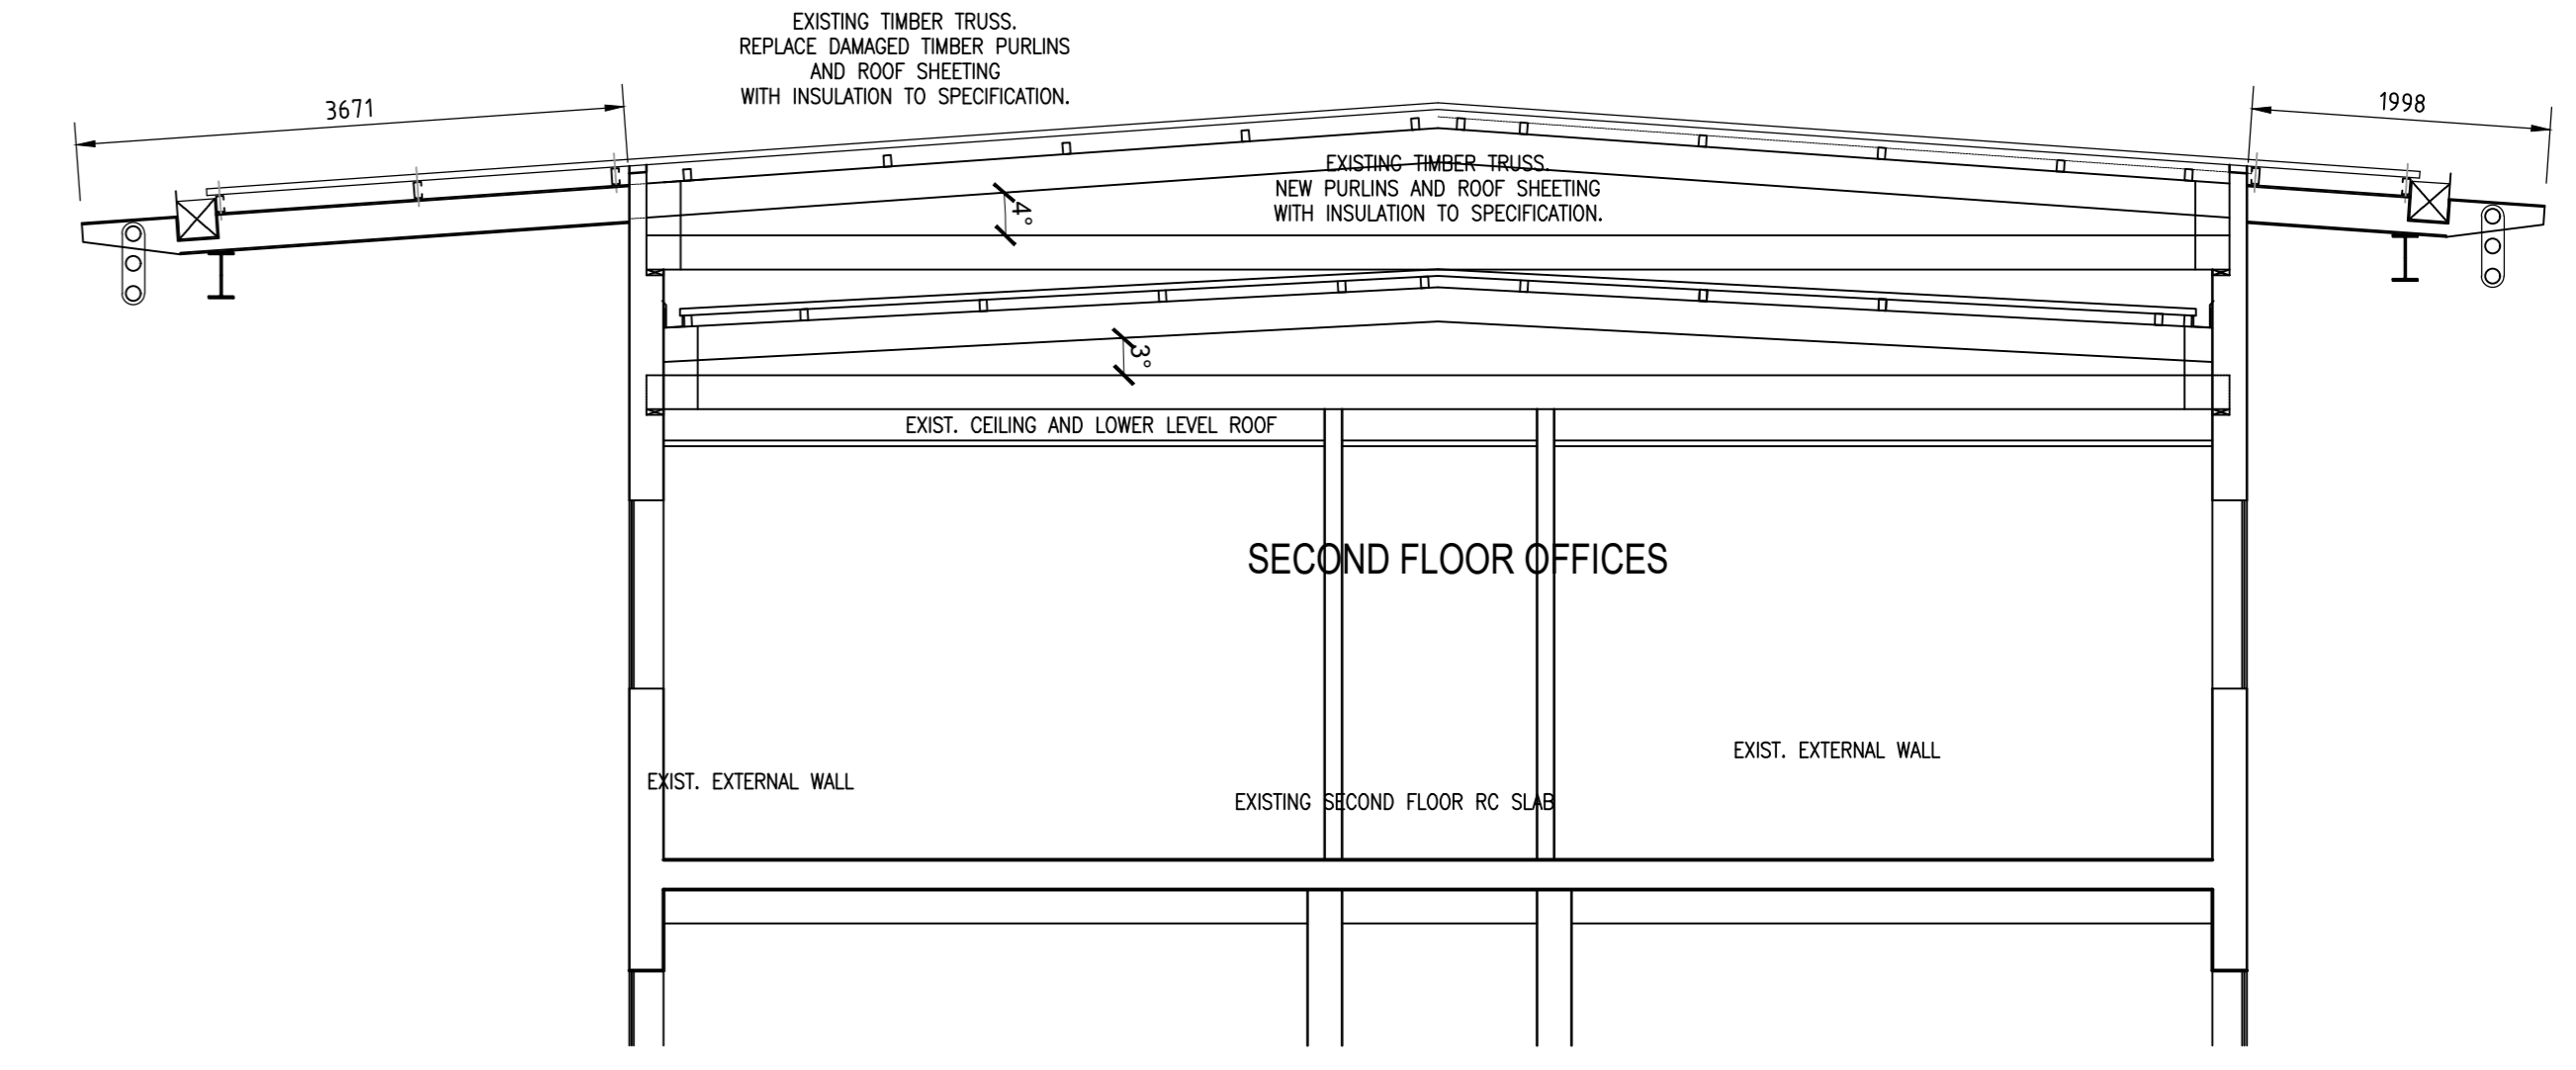 EXISTING TIMBER TRUSS.
REPLACE DAMAGED TIMBER PURLINS
AND ROOF SHEETING
WITH INSULATION TO SPECIFICATION.
3671
1998
EXISTING TIMBER TRUSS.
NEW PURLINS AND ROOF SHEETING
WITH INSULATION TO SPECIFICATION.
4°
3°
EXIST. CEILING AND LOWER LEVEL ROOF
SECOND FLOOR OFFICES
EXIST. EXTERNAL WALL
EXIST. EXTERNAL WALL
EXISTING SECOND FLOOR RC SLAB